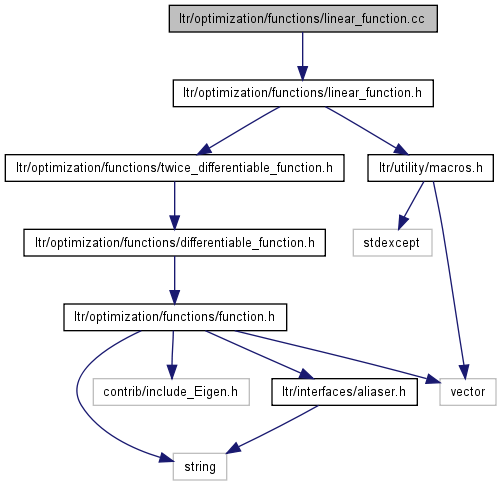 ltr/optimization/functions/linear_function.cc
ltr/optimization/functions/linear_function.h
ltr/optimization/functions/twice_differentiable_function.h
ltr/utility/macros.h
ltr/optimization/functions/differentiable_function.h
stdexcept
ltr/optimization/functions/function.h
contrib/include_Eigen.h
ltr/interfaces/aliaser.h
vector
string